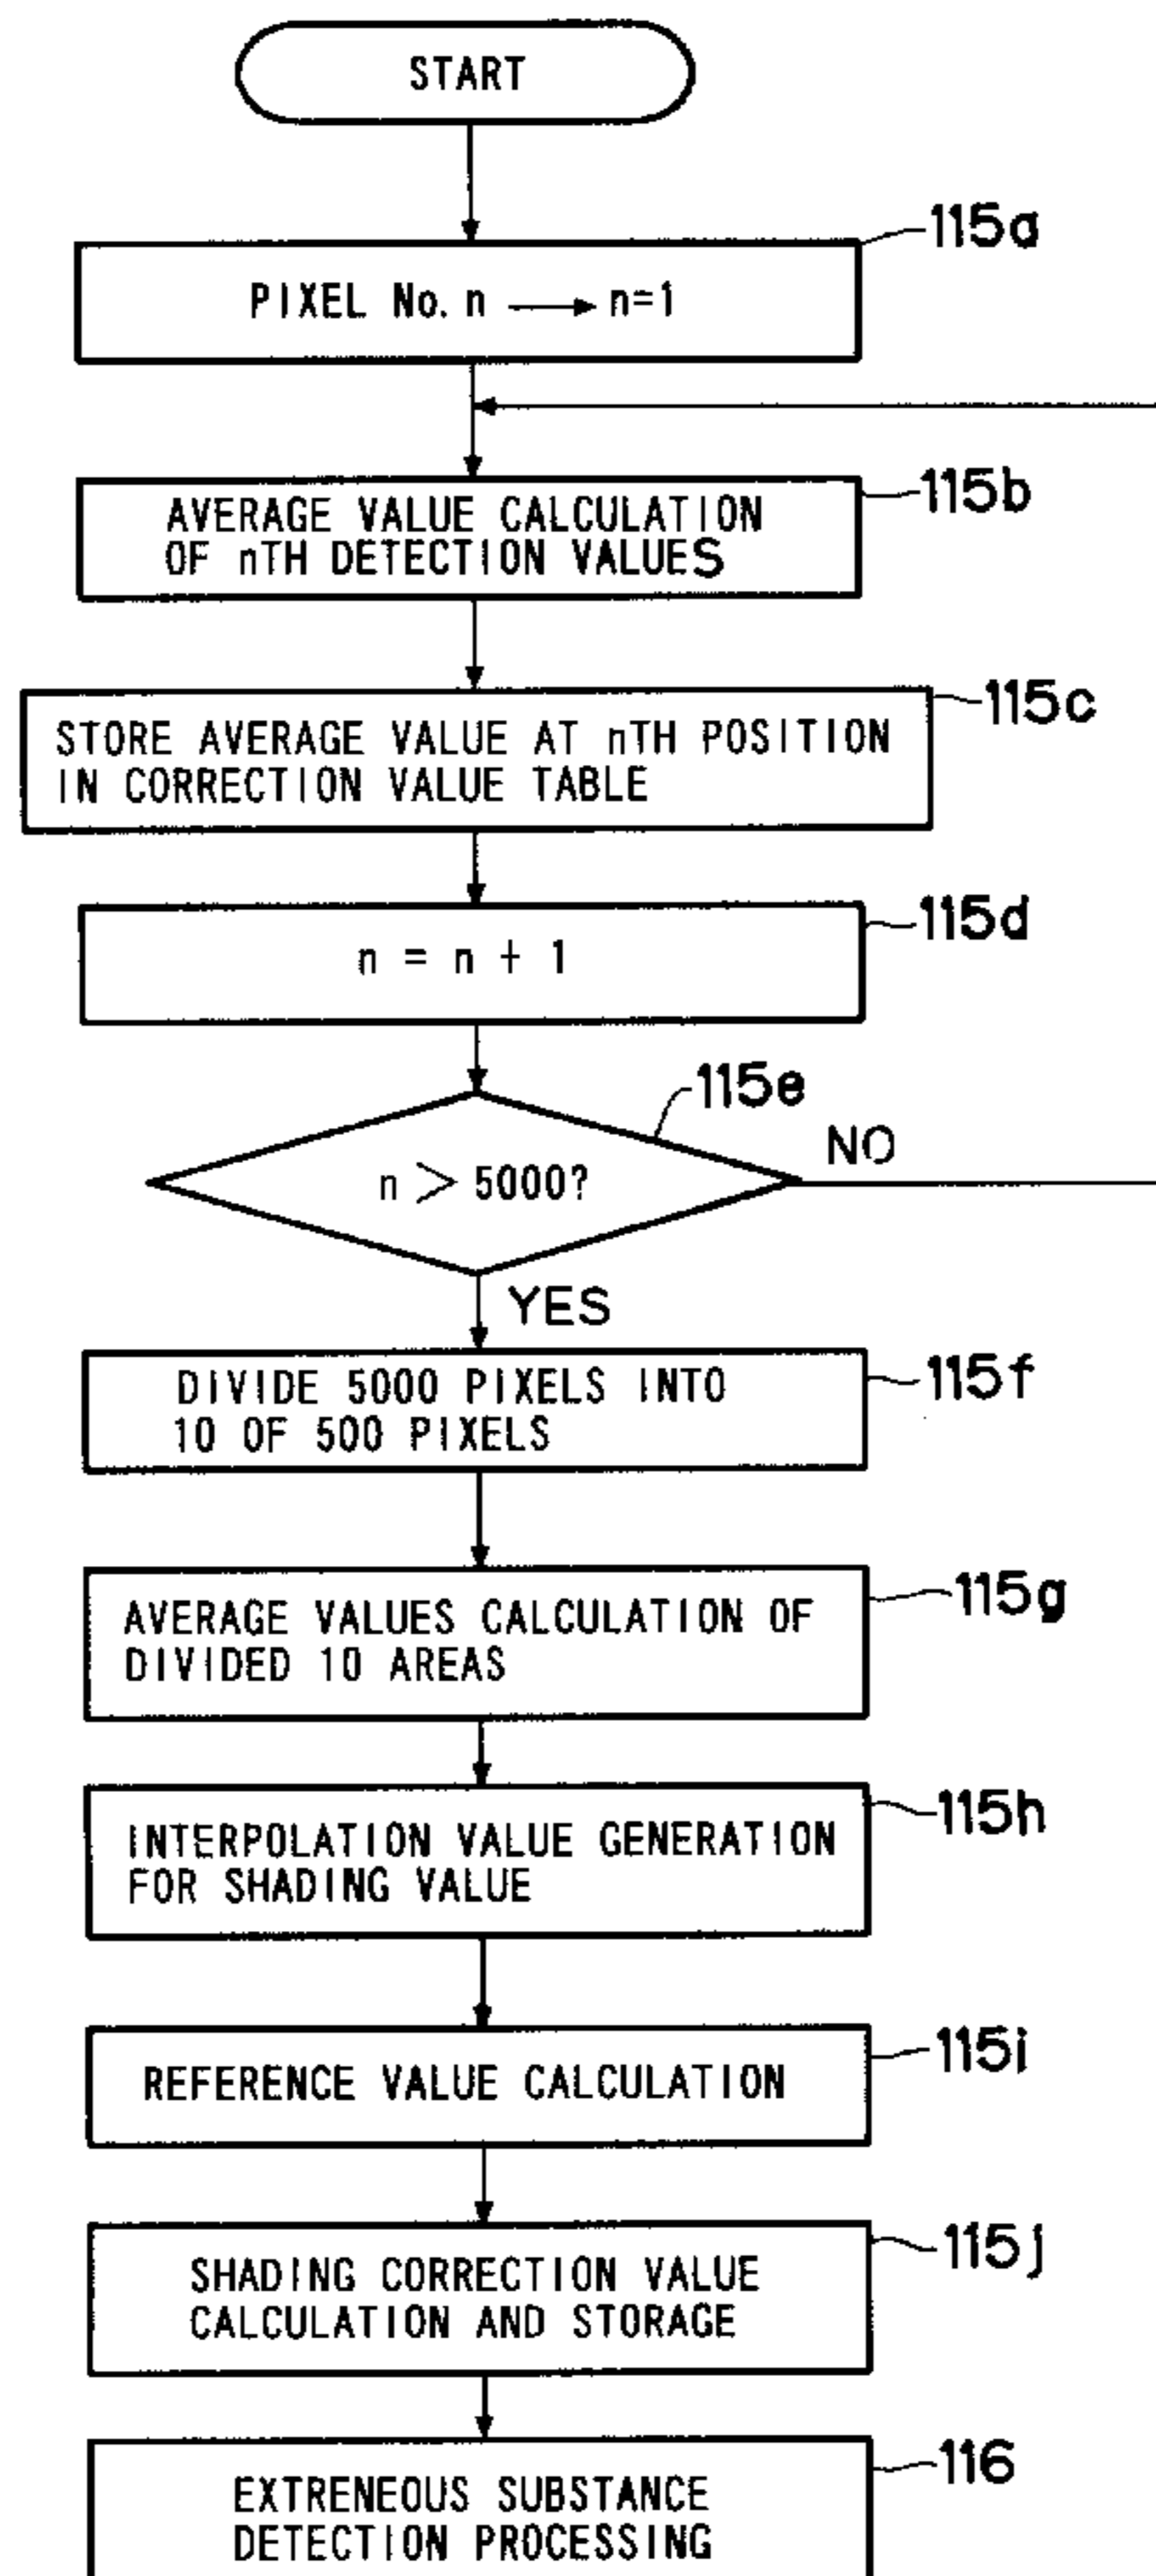 START
115a
PIXEL No. n → n=1
115b
AVERAGE VALUE CALCULATION
OF nTH DETECTION VALUES
115c
STORE AVERAGE VALUE AT nTH POSITION
IN CORRECTION VALUE TABLE
115d
n = n + 1
115e
n > 5000?
NO
YES
115f
DIVIDE 5000 PIXELS INTO
10 OF 500 PIXELS
115g
AVERAGE VALUES CALCULATION OF
DIVIDED 10 AREAS
115h
INTERPOLATION VALUE GENERATION
FOR SHADING VALUE
115i
REFERENCE VALUE CALCULATION
115j
SHADING CORRECTION VALUE
CALCULATION AND STORAGE
116
EXTRENEOUS SUBSTANCE
DETECTION PROCESSING